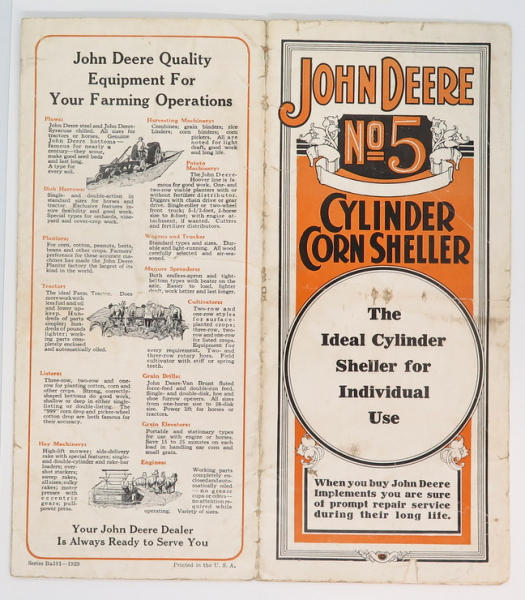 John Deere Quality
Equipment For
Your Farming Operations
Plows:
John Deere steel and John Deere-
Syracuse chilled. All sizes for
tractors or horses. Genuine
John Deere bottoms—
famous for nearly a
century—they scour,
make good seed beds
and last long.
A type for
every soil.
Disk Harrows:
Single- and double-action in
standard sizes for horses and
tractor. Exclusive features in-
sure flexibility and good work.
Special types for orchards, vine-
yard and cover-crop work.
Planters:
For corn, cotton, peanuts, beets,
beans and other crops. Farmers'
preference for these accurate ma-
chines has made the John Deere
Planter factory the largest of its
kind in the world.
Tractor:
The ideal Farm Tractor. Does
more work with
less fuel and oil
and lower up-
keep. Hun-
dreds of parts
simpler; hun-
dreds of pounds
lighter; work-
ing parts com-
pletely enclosed
and automatically oiled.
Listers:
Three-row, two-row and one-
row for planting cotton, corn and
other crops. Strong, correctly-
shaped bottoms do good work,
shallow or deep in either single
listing or double-listing. The
"999" corn drop and picker-wheel
cotton drop are both famous for
their accuracy.
Hay Machinery:
High-lift mower; side-delivery
rake with special features; single-
and double-cylinder and rake-bar
loaders; over-
shot stackers;
sweep rakes,
all sizes; sulky
rakes; motor
presses with
eccentric
gears; pull-
power press.
Harvesting Machinery:
Combines; grain binders; rice
binders; corn binders; corn
pickers. All are
noted for light
draft, good work
and long life.
Potato
Machinery:
The John Deere-
Hoover line is fa-
mous for good work. One- and
two-row visible planters with or
without fertilizer distributor.
Diggers with chain drive or gear
drive. Single-roller or two-wheel
front truck; 5-1/2-foot, 2-horse
size to 8-foot; with engine at-
tachment, if wanted. Cutters
and fertilizer distributors.
Wagons and Trucks:
Standard types and sizes. Dur-
able and light-running. All wood
carefully selected and air-sea-
soned.
Manure Spreaders:
Both endless-apron and tight-
bottom types with beater on the
axle. Easier to load, lighter
draft, work better and last longer.
Cultivators:
Two-row and
one-row styles
for surface-
planted crops;
three-row, two-
row and one-row
for listed crops.
Equipment for
every requirement. Two- and
three-row rotary hoes. Field
cultivator with stiff or spring
teeth.
Grain Drills:
John Deere-Van Brunt fluted
force-feed and double-run feed.
Single- and double-disk, hoe and
shoe furrow openers. All sizes
from one-horse size to 28-disk
size. Power lift for horses or
tractors.
Grain Elevators:
Portable and stationary types
for use with engine or horses.
Save 15 to 25 minutes on each
load in handling ear corn and
small grain.
Engines:
Working parts
completely en-
closed and auto-
matically oiled
—no grease
cups or oilers—
no attention re-
quired while
operating. Variety of sizes.
Your John Deere Dealer
Is Always Ready to Serve You
1929
Printed in the U. S. A.
JOHN DEERE
No 5
CYLINDER
CORN SHELLER
The
Ideal Cylinder
Sheller for
Individual
Use
When you buy John Deere
Implements you are sure
of prompt repair service
during their long life.